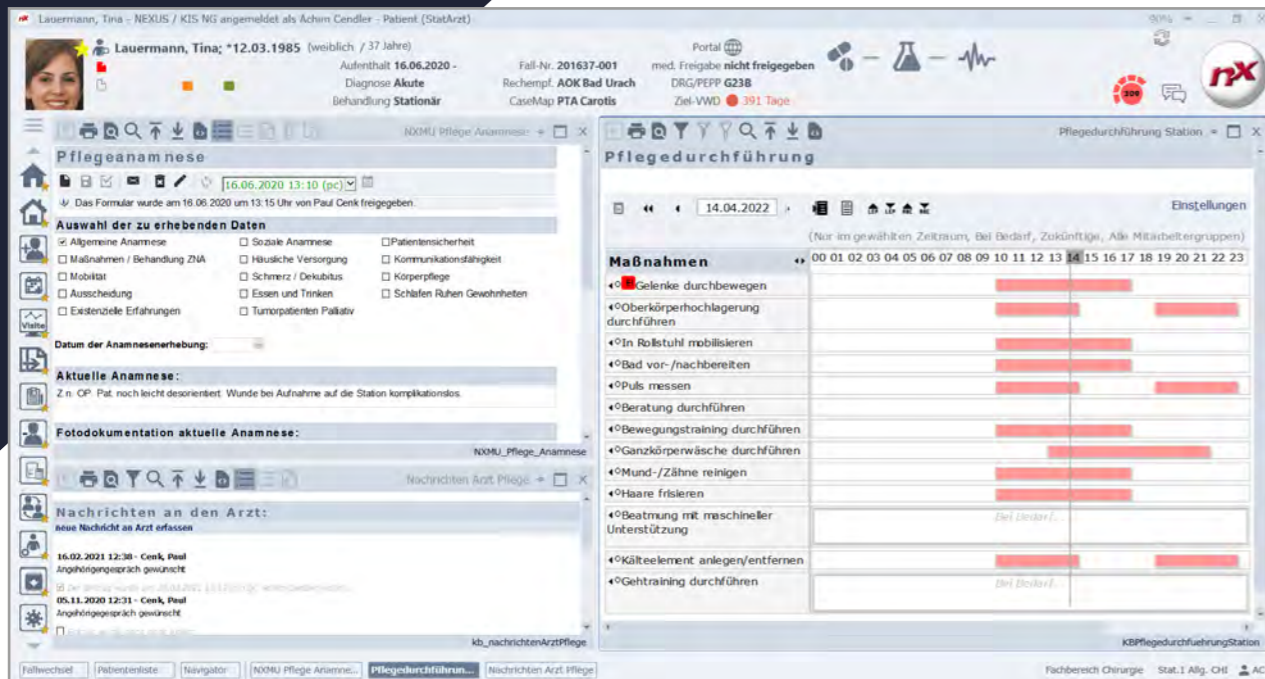 Lauermann, Tina - NEXUS / KIS NG angemeldet als Achim Cendler - Patient (StatArzt)
90%
Lauermann, Tina; *12.03.1985 (weiblich / 37 Jahre)
Aufenthalt 16.06.2020 -
Diagnose Akute
Behandlung Stationär
Fall-Nr. 201637-001
Rechempf. AOK Bad Urach
CaseMap PTA Carotis
Portal
med. Freigabe nicht freigegeben
DRG/PEPP G23B
Ziel-VWD 391 Tage
209
nx
NXMU Pflege Anamnese
Pflegeanamnese
16.06.2020 13:10 (pc)
Das Formular wurde am 16.06.2020 um 13:15 Uhr von Paul Cenk freigegeben.
Auswahl der zu erhebenden Daten
Allgemeine Anamnese
Soziale Anamnese
Patientensicherheit
Maßnahmen / Behandlung ZNA
Häusliche Versorgung
Kommunikationsfähigkeit
Mobilität
Schmerz / Dekubitus
Körperpflege
Ausscheidung
Essen und Trinken
Schlafen Ruhen Gewohnheiten
Existenzielle Erfahrungen
Tumorpatienten Palliativ
Datum der Anamnesenerhebung:
Aktuelle Anamnese:
Z.n. OP. Pat. noch leicht desorientiert. Wunde bei Aufnahme auf die Station komplikationslos.
Fotodokumentation aktuelle Anamnese:
NXMU_Pflege_Anamnese
Visite
Nachrichten Arzt Pflege
Nachrichten an den Arzt:
neue Nachricht an Arzt erfassen
16.02.2021 12:38 - Cenk, Paul
Angehörigengespräch gewünscht
05.11.2020 12:31 - Cenk, Paul
Angehörigegespräch gewünscht
kb_nachrichtenArztPflege
Pflegedurchführung Station
Pflegedurchführung
14.04.2022
Einstellungen
(Nur im gewählten Zeitraum, Bei Bedarf, Zukünftige, Alle Mitarbeitergruppen)
Maßnahmen
00 01 02 03 04 05 06 07 08 09 10 11 12 13 14 15 16 17 18 19 20 21 22 23
Gelenke durchbewegen
Oberkörperhochlagerung
durchführen
In Rollstuhl mobilisieren
Bad vor-/nachbereiten
Puls messen
Beratung durchführen
Bewegungstraining durchführen
Ganzkörperwäsche durchführen
Mund-/Zähne reinigen
Haare frisieren
Beatmung mit maschineller
Unterstützung
Bei Bedarf...
Kälteelement anlegen/entfernen
Gehtraining durchführen
Bei Bedarf...
KBPflegedurchfuehrungStation
Fallwechsel
Patientenliste
Navigator
NXMU Pflege Anamne...
Pflegedurchführun...
Nachrichten Arzt Pflege
Fachbereich Chirurgie
Stat.1 Allg. CHI
AC